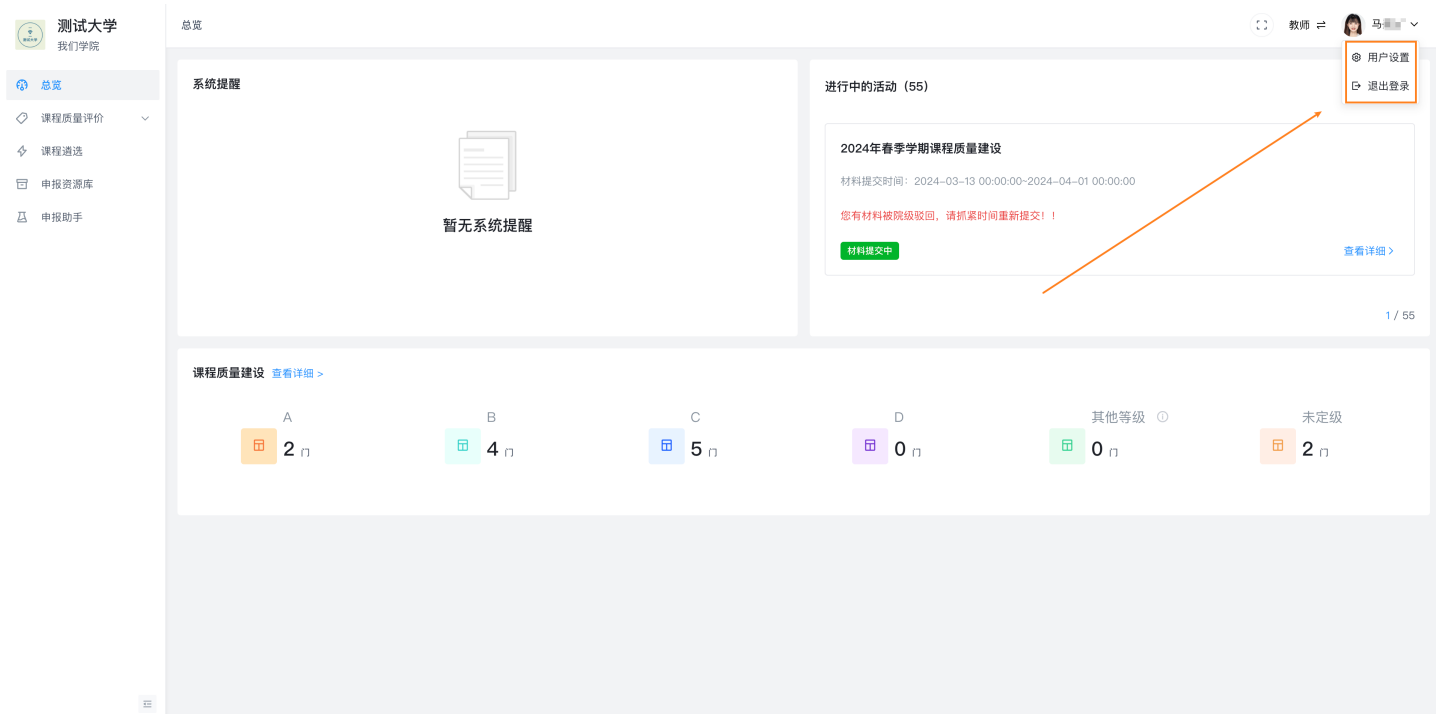 测试大学
我们学院
总览
课程质量评价
课程遴选
申报资源库
申报助手
总览
教师
马
用户设置
退出登录
系统提醒
暂无系统提醒
进行中的活动（55）
2024年春季学期课程质量建设
材料提交时间：2024-03-13 00:00:00~2024-04-01 00:00:00
您有材料被院级驳回，请抓紧时间重新提交！！
材料提交中
查看详细 >
1 / 55
课程质量建设 查看详细 >
A
2 门
B
4 门
C
5 门
D
0 门
其他等级
0 门
未定级
2 门